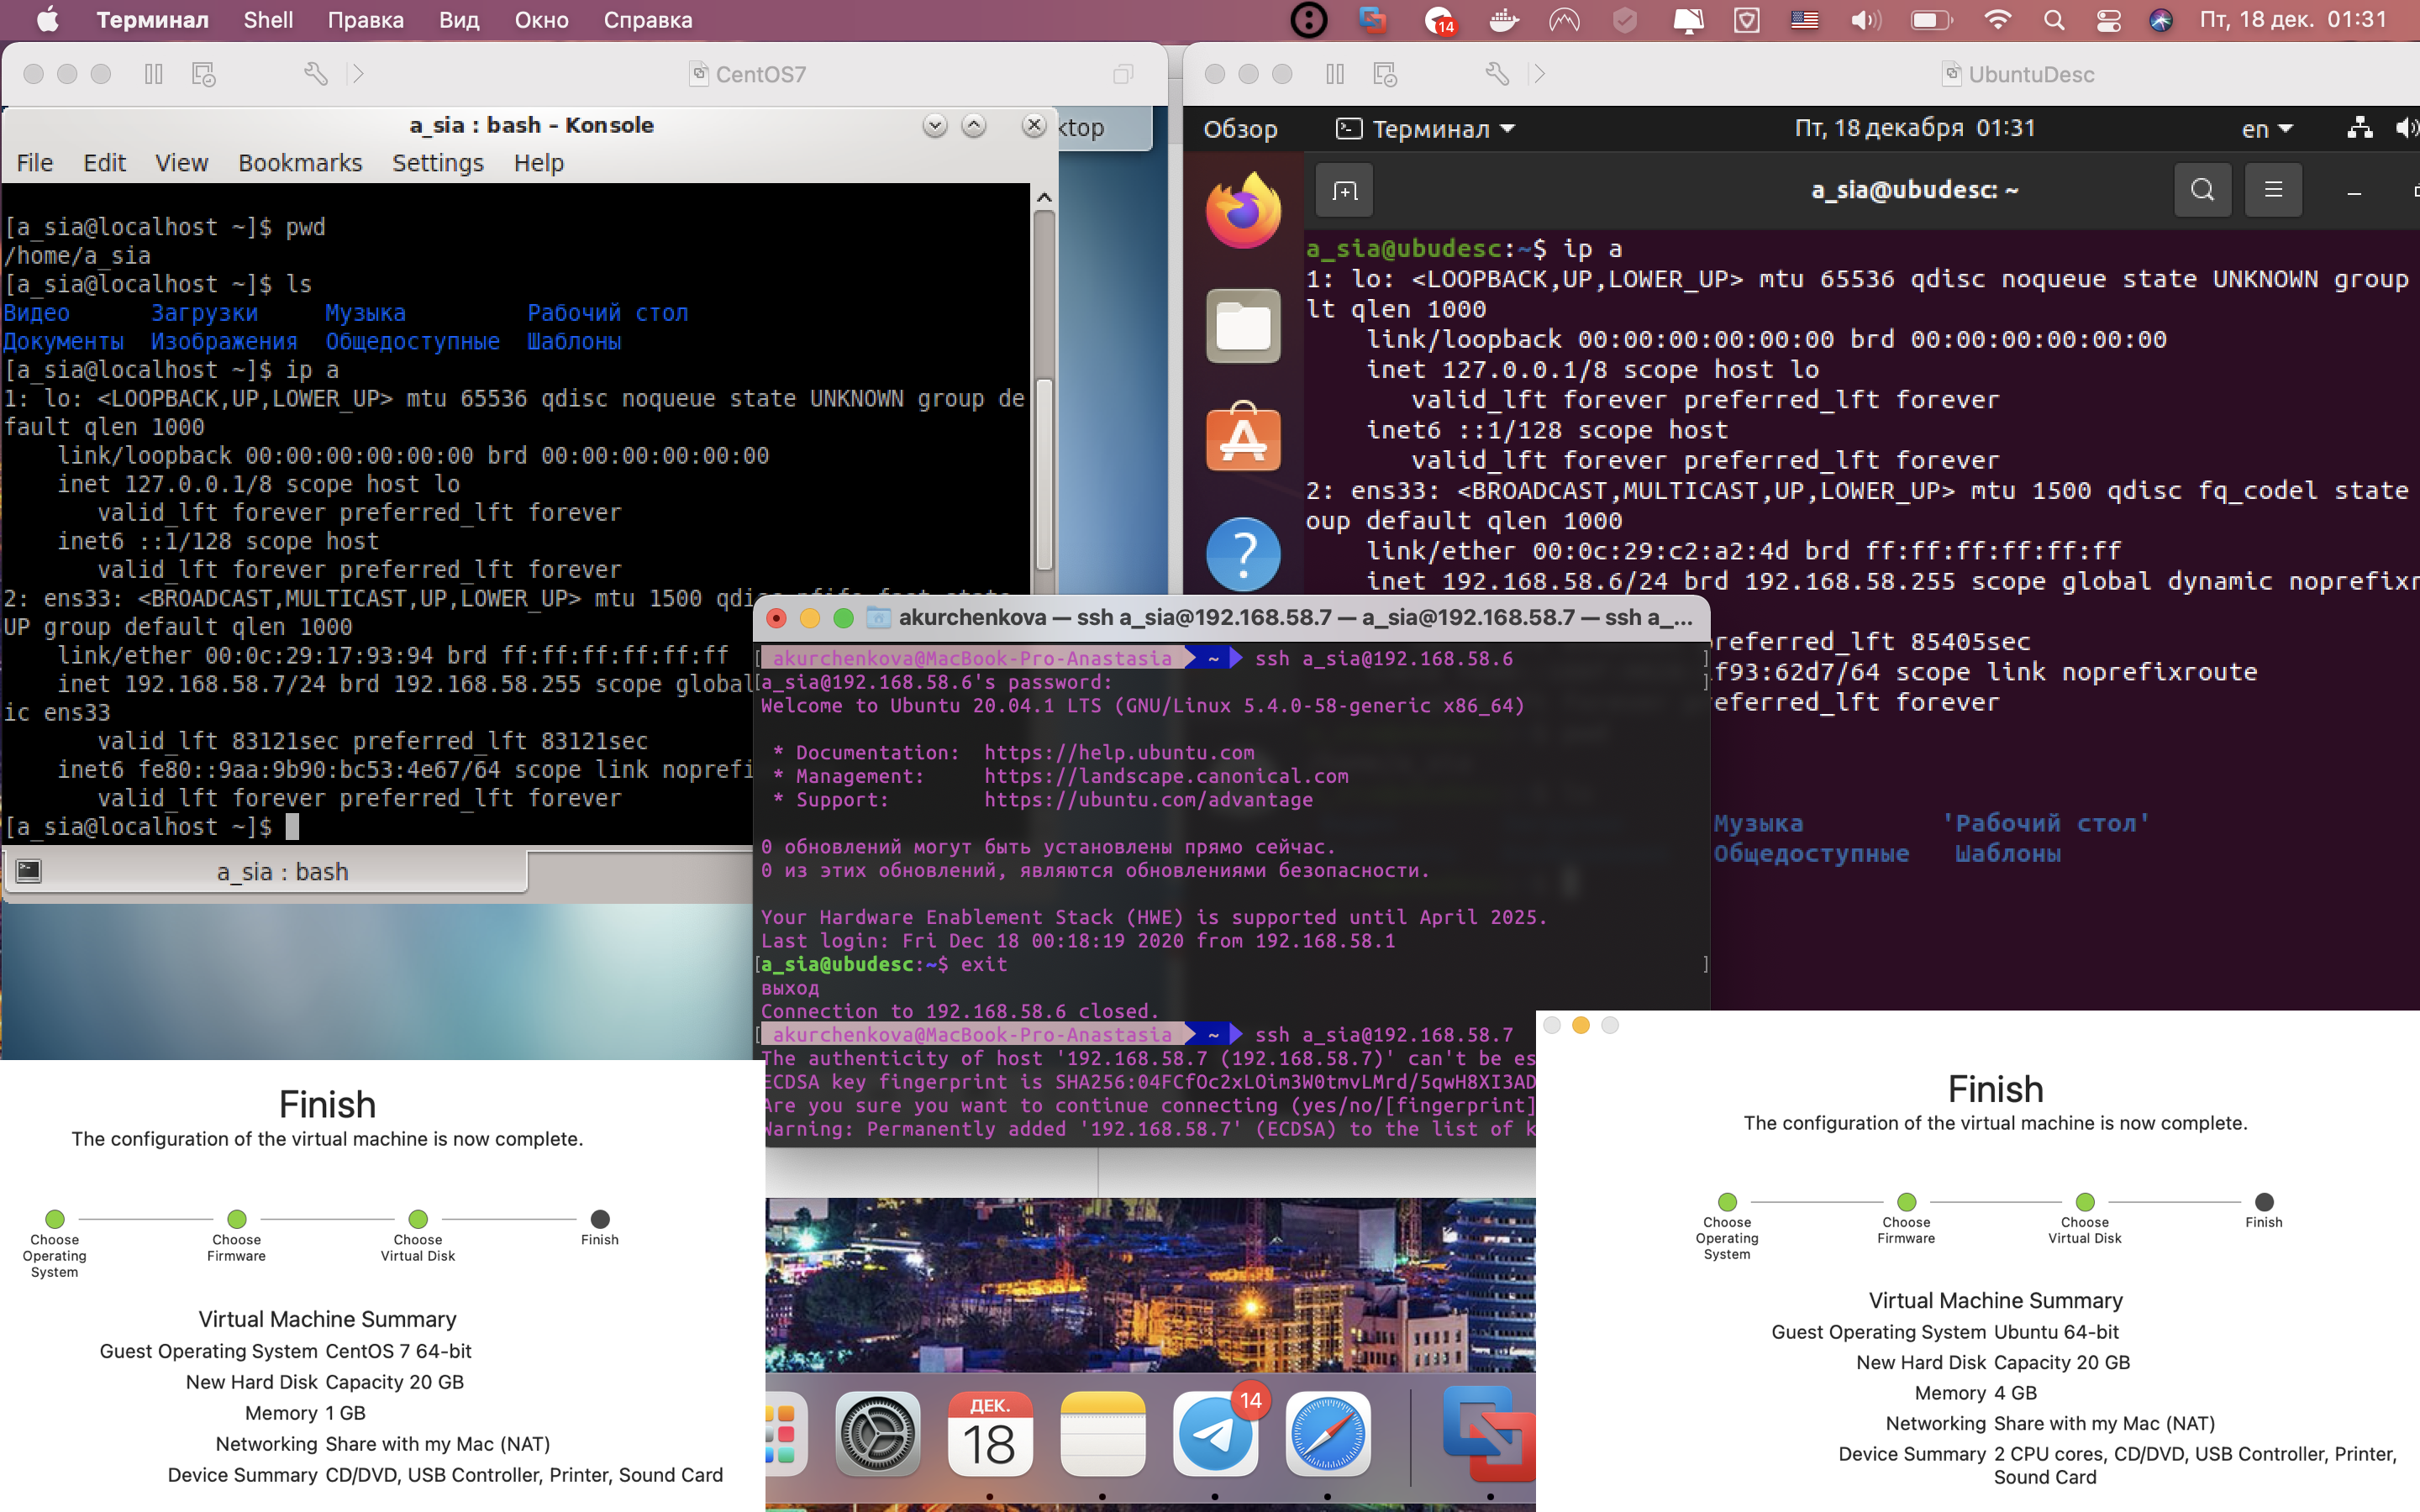 Терминал Shell Правка Вид Окно Справка
14
Пт, 18 дек. 01:31
CentOS7
a_sia : bash – Konsole
ktop
File Edit View Bookmarks Settings Help
[a_sia@localhost ~]$ pwd
/home/a_sia
[a_sia@localhost ~]$ ls
Видео Загрузки Музыка Рабочий стол
Документы Изображения Общедоступные Шаблоны
[a_sia@localhost ~]$ ip a
1: lo: <LOOPBACK,UP,LOWER_UP> mtu 65536 qdisc noqueue state UNKNOWN group de
fault qlen 1000
link/loopback 00:00:00:00:00:00 brd 00:00:00:00:00:00
inet 127.0.0.1/8 scope host lo
valid_lft forever preferred_lft forever
inet6 ::1/128 scope host
valid_lft forever preferred_lft forever
2: ens33: <BROADCAST,MULTICAST,UP,LOWER_UP> mtu 1500
UP group default qlen 1000
link/ether 00:0c:29:17:93:94 brd ff:ff:ff:ff:ff:ff
inet 192.168.58.7/24 brd 192.168.58.255 scope global
ic ens33
valid_lft 83121sec preferred_lft 83121sec
inet6 fe80::9aa:9b90:bc53:4e67/64 scope link noprefi
valid_lft forever preferred_lft forever
[a_sia@localhost ~]$
a_sia : bash
UbuntuDesc
Обзор Терминал Пт, 18 декабря 01:31 en
a_sia@ubudesc: ~
a_sia@ubudesc:~$ ip a
1: lo: <LOOPBACK,UP,LOWER_UP> mtu 65536 qdisc noqueue state UNKNOWN group
lt qlen 1000
link/loopback 00:00:00:00:00:00 brd 00:00:00:00:00:00
inet 127.0.0.1/8 scope host lo
valid_lft forever preferred_lft forever
inet6 ::1/128 scope host
valid_lft forever preferred_lft forever
2: ens33: <BROADCAST,MULTICAST,UP,LOWER_UP> mtu 1500 qdisc fq_codel state
oup default qlen 1000
link/ether 00:0c:29:c2:a2:4d brd ff:ff:ff:ff:ff:ff
inet 192.168.58.6/24 brd 192.168.58.255 scope global dynamic noprefixr
referred_lft 85405sec
f93:62d7/64 scope link noprefixroute
eferred_lft forever
Музыка 'Рабочий стол'
Общедоступные Шаблоны
akurchenkova — ssh a_sia@192.168.58.7 — a_sia@192.168.58.7 — ssh a_...
akurchenkova@MacBook-Pro-Anastasia ~ ssh a_sia@192.168.58.6
a_sia@192.168.58.6's password:
Welcome to Ubuntu 20.04.1 LTS (GNU/Linux 5.4.0-58-generic x86_64)
* Documentation: https://help.ubuntu.com
* Management: https://landscape.canonical.com
* Support: https://ubuntu.com/advantage
0 обновлений могут быть установлены прямо сейчас.
0 из этих обновлений, являются обновлениями безопасности.
Your Hardware Enablement Stack (HWE) is supported until April 2025.
Last login: Fri Dec 18 00:18:19 2020 from 192.168.58.1
a_sia@ubudesc:~$ exit
выход
Connection to 192.168.58.6 closed.
akurchenkova@MacBook-Pro-Anastasia ~ ssh a_sia@192.168.58.7
The authenticity of host '192.168.58.7 (192.168.58.7)' can't be es
ECDSA key fingerprint is SHA256:04FCfOc2xLOim3W0tmvLMrd/5qwH8XI3AD
Are you sure you want to continue connecting (yes/no/[fingerprint]
Warning: Permanently added '192.168.58.7' (ECDSA) to the list of k
Finish
The configuration of the virtual machine is now complete.
Choose Operating System
Choose Firmware
Choose Virtual Disk
Finish
Virtual Machine Summary
Guest Operating System CentOS 7 64-bit
New Hard Disk Capacity 20 GB
Memory 1 GB
Networking Share with my Mac (NAT)
Device Summary CD/DVD, USB Controller, Printer, Sound Card
ДЕК.
18
14
Finish
The configuration of the virtual machine is now complete.
Choose Operating System
Choose Firmware
Choose Virtual Disk
Finish
Virtual Machine Summary
Guest Operating System Ubuntu 64-bit
New Hard Disk Capacity 20 GB
Memory 4 GB
Networking Share with my Mac (NAT)
Device Summary 2 CPU cores, CD/DVD, USB Controller, Printer,
Sound Card